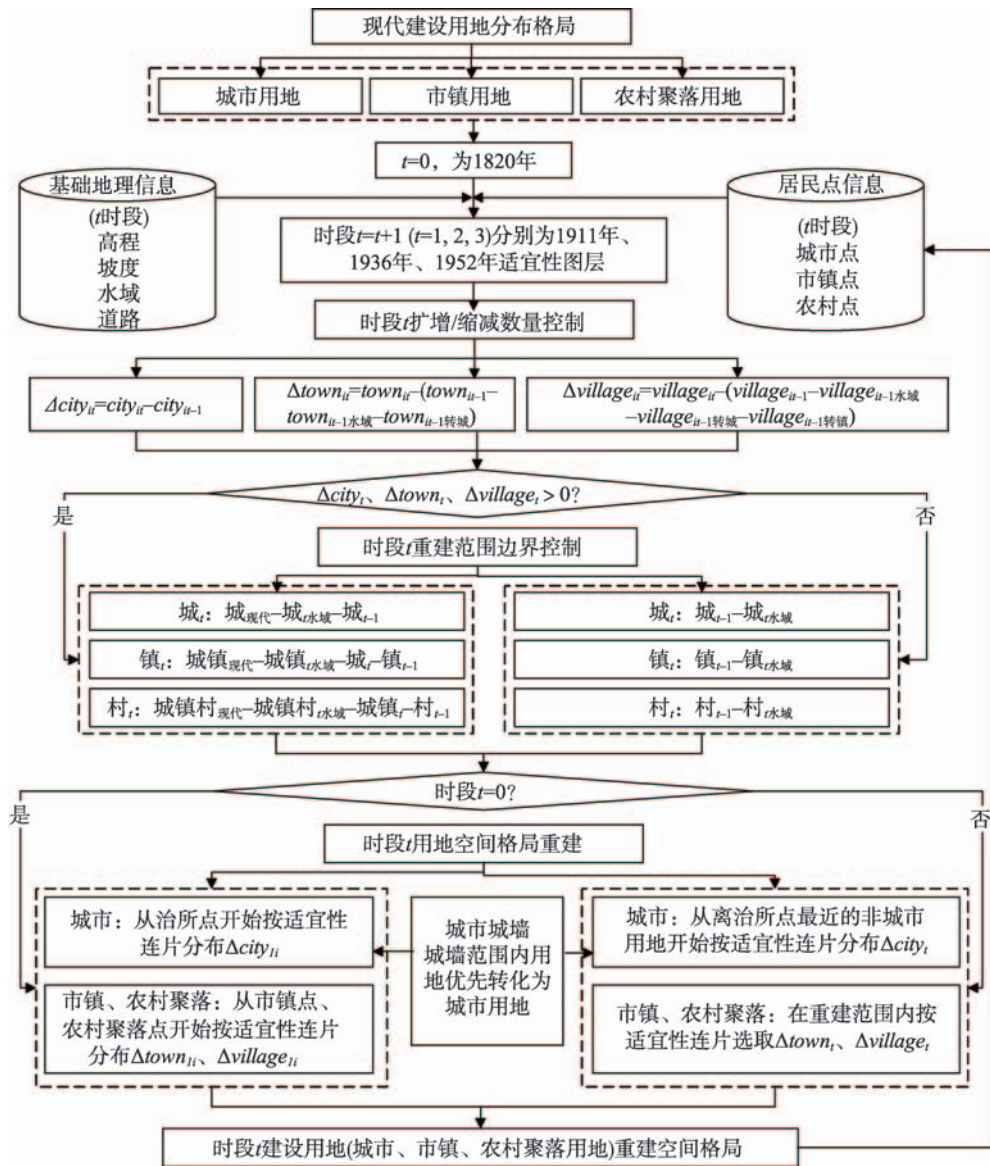 现代建设用地分布格局
城市用地
市镇用地
农村聚落用地
t=0，为1820年
基础地理信息
(t时段)
高程
坡度
水域
道路
居民点信息
(t时段)
城市点
市镇点
农村点
时段t=t+1 (t=1, 2, 3)分别为1911年、
1936年、1952年适宜性图层
时段t扩增/缩减数量控制
Δcityit=cityit–cityit–1
Δtownit=townit–(townit–1–
townit–1水域–townit–1转城)
Δvillageit=villageit–(villageit–1–villageit–1水域
–villageit–1转城–villageit–1转镇)
Δcityt、Δtownt、Δvillaget > 0?
是
否
时段t重建范围边界控制
城t：城现代–城t水域–城t–1
镇t：城镇现代–城镇t水域–城t–镇t–1
村t：城镇村现代–城镇村t水域–城镇t–村t–1
城t：城t–1–城t水域
镇t：镇t–1–镇t水域
村t：村t–1–村t水域
时段t=0?
是
否
时段t用地空间格局重建
城市：从治所点开始按适宜性
连片分布Δcityli
市镇、农村聚落：从市镇点、
农村聚落点开始按适宜性连片
分布Δtownli、Δvillageli
城市城墙
城墙范围内用
地优先转化为
城市用地
城市：从离治所点最近的非城市
用地开始按适宜性连片分布Δcityt
市镇、农村聚落：在重建范围内按
适宜性连片选取Δtownt、Δvillaget
时段t建设用地(城市、市镇、农村聚落用地)重建空间格局